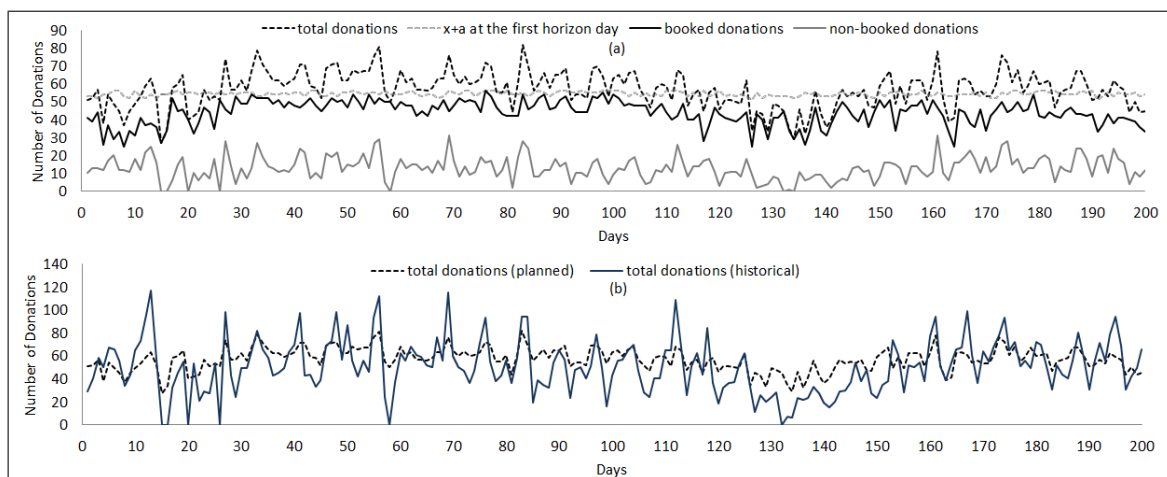 total donations x+a at the first horizon day booked donations non-booked donations
(a)
Number of Donations
90
80
70
60
50
40
30
20
10
0
0 10 20 30 40 50 60 70 80 90 100 110 120 130 140 150 160 170 180 190 200
Days
total donations (planned) total donations (historical)
(b)
Number of Donations
140
120
100
80
60
40
20
0
0 10 20 30 40 50 60 70 80 90 100 110 120 130 140 150 160 170 180 190 200
Days